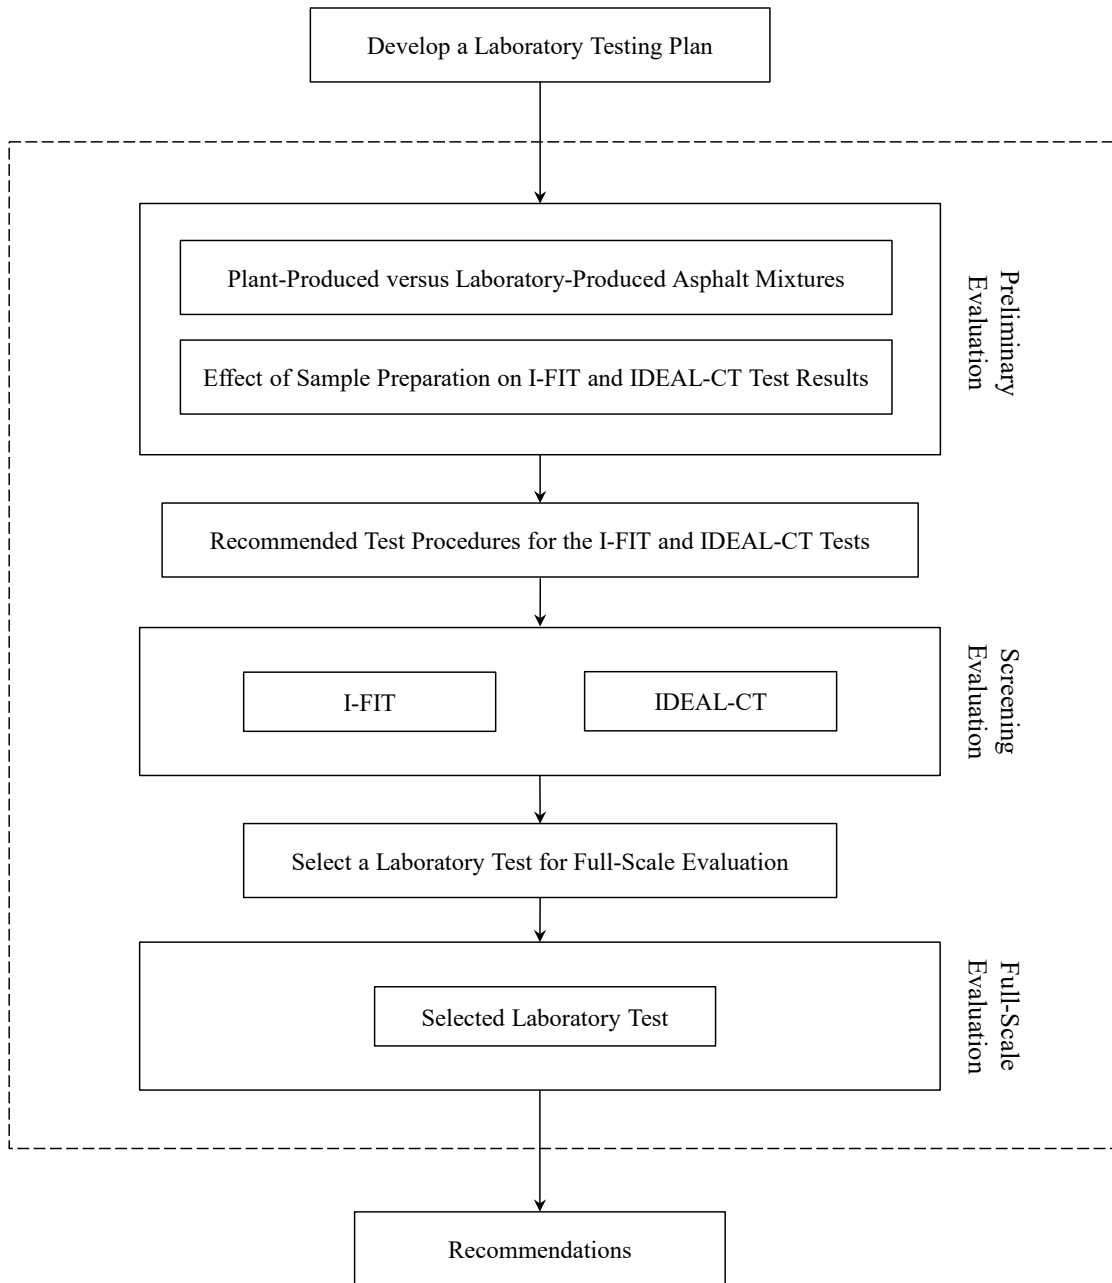 Develop a Laboratory Testing Plan
Plant-Produced versus Laboratory-Produced Asphalt Mixtures
Effect of Sample Preparation on I-FIT and IDEAL-CT Test Results
Preliminary
Evaluation
Recommended Test Procedures for the I-FIT and IDEAL-CT Tests
I-FIT
IDEAL-CT
Screening
Evaluation
Select a Laboratory Test for Full-Scale Evaluation
Selected Laboratory Test
Full-Scale
Evaluation
Recommendations